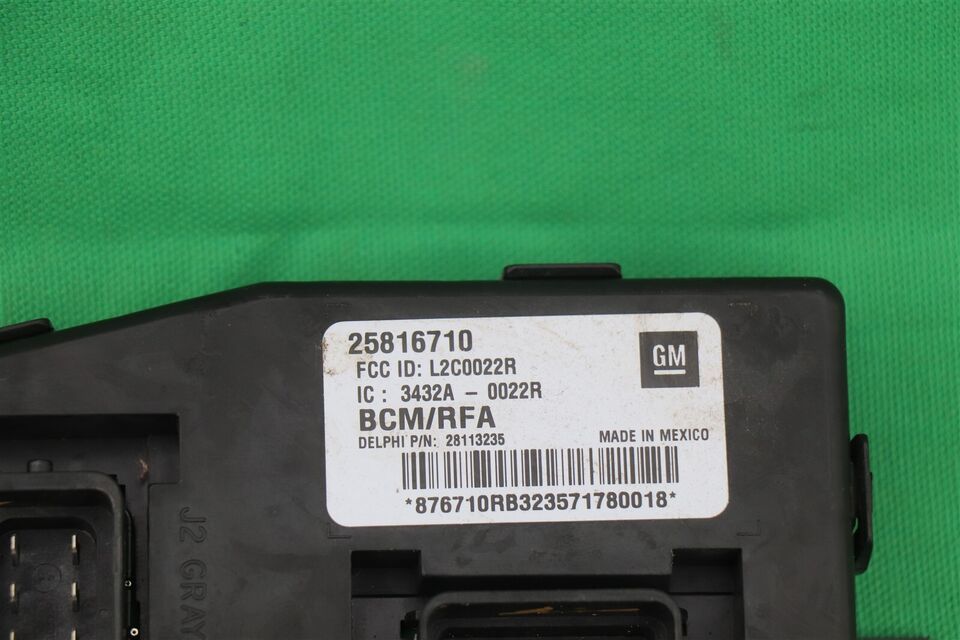 25816710
GM
FCC ID: L2C0022R
IC : 3432A - 0022R
BCM/RFA
DELPHI P/N: 28113235 MADE IN MEXICO
*876710RB323571780018*
J2 GRAY